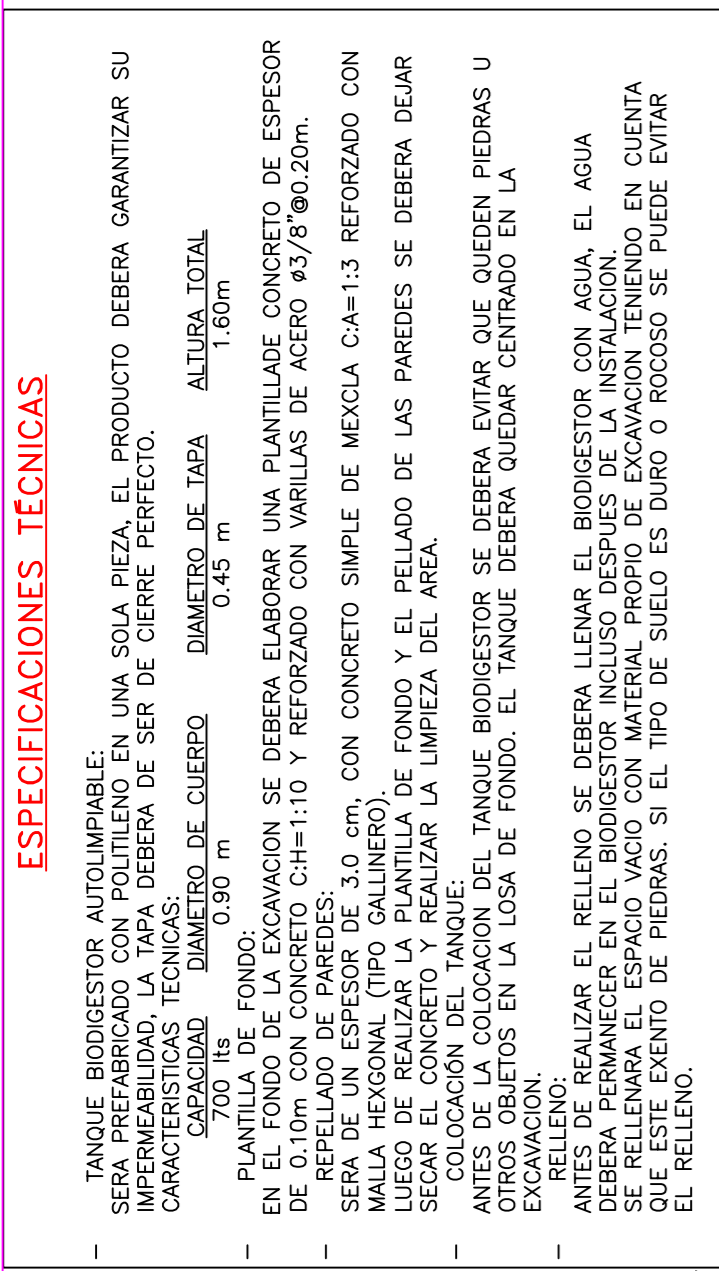 ESPECIFICACIONES TÉCNICAS
- TANQUE BIODIGESTOR AUTOLIMPIABLE:
SERA PREFABRICADO CON POLITILENO EN UNA SOLA PIEZA, EL PRODUCTO DEBERA GARANTIZAR SU
IMPERMEABILIDAD, LA TAPA DEBERA DE SER DE CIERRE PERFECTO.
CARACTERISTICAS TECNICAS:
CAPACIDAD DIAMETRO DE CUERPO DIAMETRO DE TAPA ALTURA TOTAL
700 lts 0.90 m 0.45 m 1.60m
- PLANTILLA DE FONDO:
EN EL FONDO DE LA EXCAVACION SE DEBERA ELABORAR UNA PLANTILLADE CONCRETO DE ESPESOR
DE 0.10m CON CONCRETO C:H=1:10 Y REFORZADO CON VARILLAS DE ACERO ø3/8"@0.20m.
- REPELLADO DE PAREDES:
SERA DE UN ESPESOR DE 3.0 cm, CON CONCRETO SIMPLE DE MEXCLA C:A=1:3 REFORZADO CON
MALLA HEXGONAL (TIPO GALLINERO).
LUEGO DE REALIZAR LA PLANTILLA DE FONDO Y EL PELLADO DE LAS PAREDES SE DEBERA DEJAR
SECAR EL CONCRETO Y REALIZAR LA LIMPIEZA DEL AREA.
- COLOCACIÓN DEL TANQUE:
ANTES DE LA COLOCACION DEL TANQUE BIODIGESTOR SE DEBERA EVITAR QUE QUEDEN PIEDRAS U
OTROS OBJETOS EN LA LOSA DE FONDO. EL TANQUE DEBERA QUEDAR CENTRADO EN LA
EXCAVACION.
- RELLENO:
ANTES DE REALIZAR EL RELLENO SE DEBERA LLENAR EL BIODIGESTOR CON AGUA, EL AGUA
DEBERA PERMANECER EN EL BIODIGESTOR INCLUSO DESPUES DE LA INSTALACION.
SE RELLENARA EL ESPACIO VACIO CON MATERIAL PROPIO DE EXCAVACION TENIENDO EN CUENTA
QUE ESTE EXENTO DE PIEDRAS. SI EL TIPO DE SUELO ES DURO O ROCOSO SE PUEDE EVITAR
EL RELLENO.